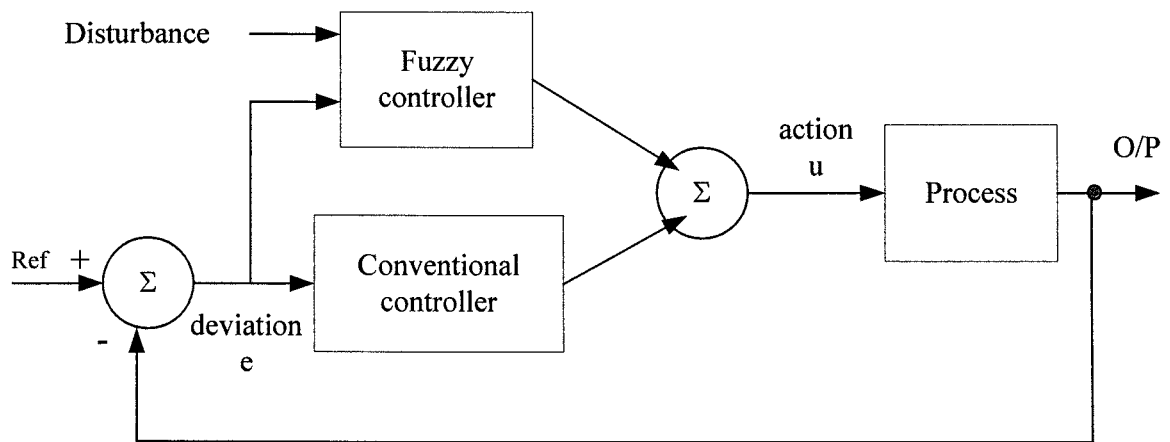 Disturbance
Fuzzy
controller
action
u
O/P
Σ
Process
Ref
+
Σ
-
deviation
e
Conventional
controller